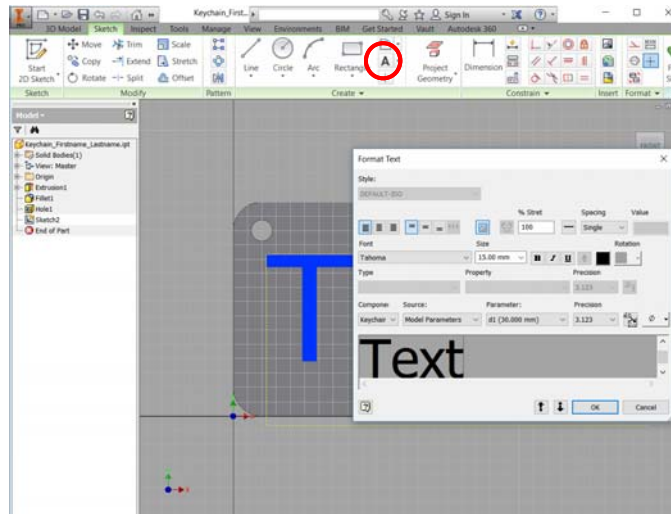 Keychain_First...
Sign In
3D Model Sketch Inspect Tools Manage View Environments BIM Get Started Vault Autodesk 360
Start
2D Sketch
Move Trim Scale
Copy Extend Stretch
Rotate Split Offset
Line Circle Arc Rectang
A
Project
Geometry
Dimension
Sketch Modify Pattern Create Constrain Insert Format
Model
Keychain_Firstname_Lastname.ipt
Solid Bodies(1)
View: Master
Origin
Extrusion1
Fillet1
Hole1
Sketch2
End of Part
T
Format Text
Style:
DEFAULT-ISO
% Stret Spacing Value
100 Single
Font Size Rotation
Tahoma 15.00 mm B I U
Type Property Precision
3.123
Componer Source: Parameter: Precision
Keychair Model Parameters d1 (30.000 mm) 3.123
Text
OK Cancel